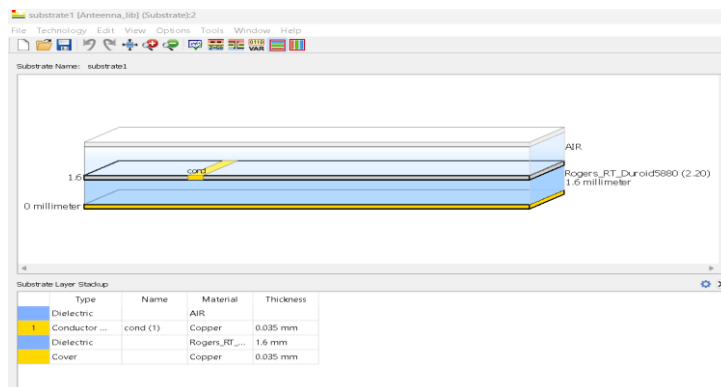 substrate1 [Anteenna_lib] (Substrate):2
File Technology Edit View Options Tools Window Help
0110
VAR
Substrate Name: substrate1
AIR
cond
1.6
Rogers_RT_Duroid5880 (2.20)
1.6 millimeter
0 millimeter
Substrate Layer Stackup
Type Name Material Thickness
Dielectric AIR
1 Conductor ... cond (1) Copper 0.035 mm
Dielectric Rogers_RT_... 1.6 mm
Cover Copper 0.035 mm